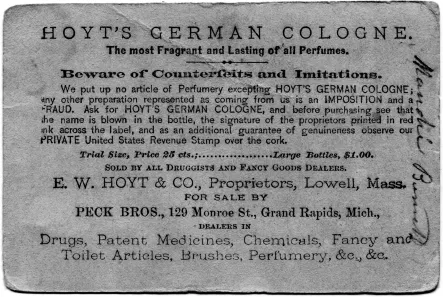 HOYT'S GERMAN COLOGNE.
The most Fragrant and Lasting of all Perfumes.
Beware of Counterfeits and Imitations.
We put up no article of Perfumery excepting HOYT'S GERMAN COLOGNE;
any other preparation represented as coming from us is an IMPOSITION and a
FRAUD. Ask for HOYT'S GERMAN COLOGNE, and before purchasing see that
the name is blown in the bottle, the signature of the proprietors printed in red
ink across the label, and as an additional guarantee of genuineness observe our
PRIVATE United States Revenue Stamp over the cork.
Trial Size, Price 25 cts.;..................Large Bottles, $1.00.
SOLD BY ALL DRUGGISTS AND FANCY GOODS DEALERS.
E. W. HOYT & CO., Proprietors, Lowell, Mass.
FOR SALE BY
PECK BROS., 129 Monroe St., Grand Rapids, Mich.,
DEALERS IN
Drugs, Patent Medicines, Chemicals, Fancy and
Toilet Articles, Brushes, Perfumery, &c., &c.